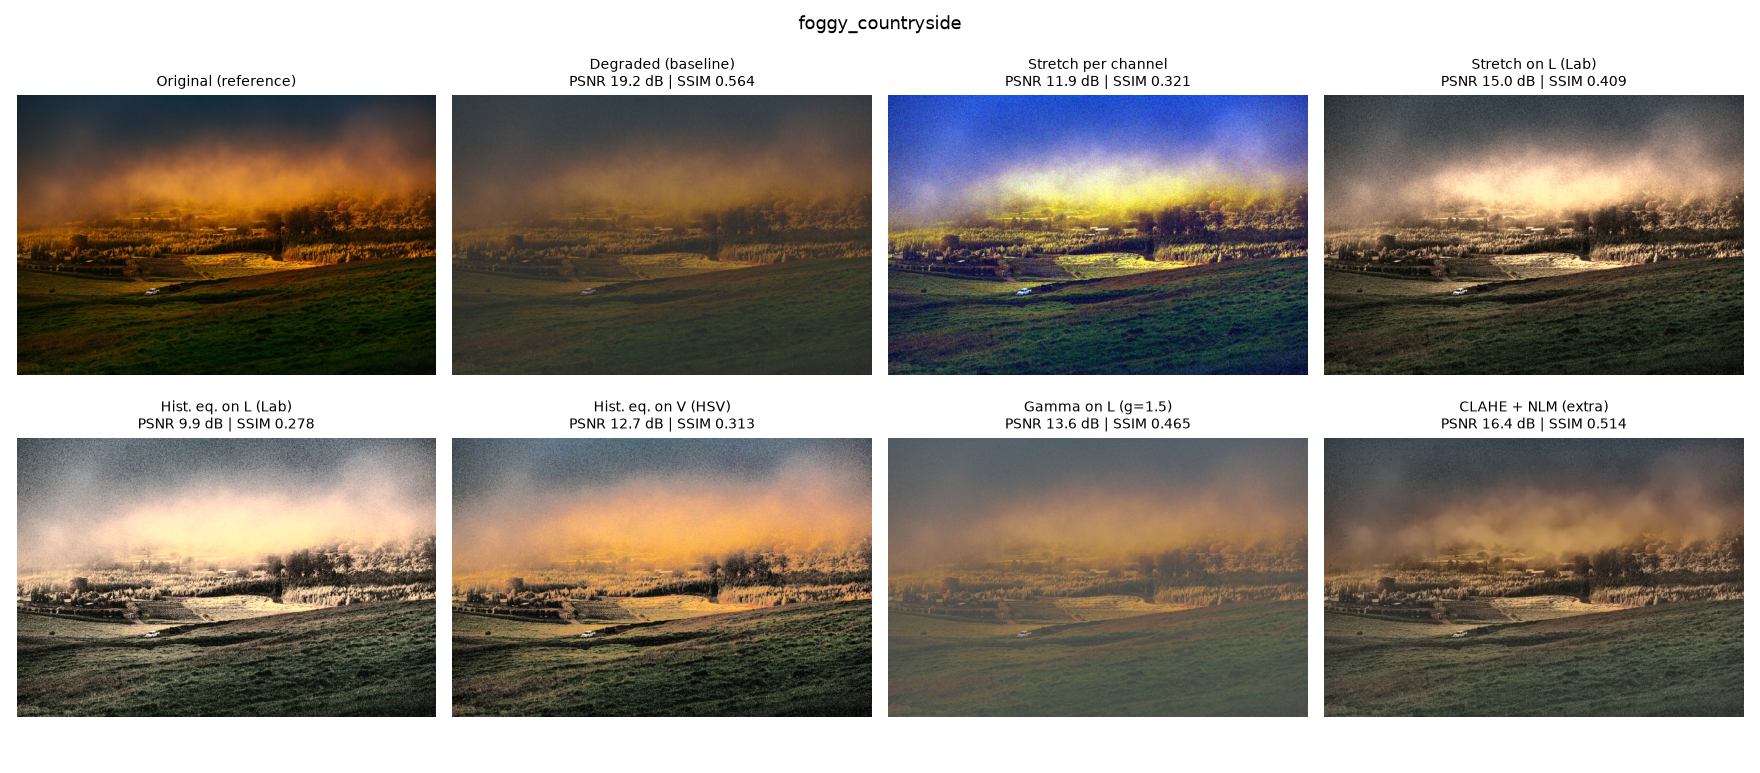 foggy_countryside
Original (reference)
Degraded (baseline)
PSNR 19.2 dB | SSIM 0.564
Stretch per channel
PSNR 11.9 dB | SSIM 0.321
Stretch on L (Lab)
PSNR 15.0 dB | SSIM 0.409
Hist. eq. on L (Lab)
PSNR 9.9 dB | SSIM 0.278
Hist. eq. on V (HSV)
PSNR 12.7 dB | SSIM 0.313
Gamma on L (g=1.5)
PSNR 13.6 dB | SSIM 0.465
CLAHE + NLM (extra)
PSNR 16.4 dB | SSIM 0.514